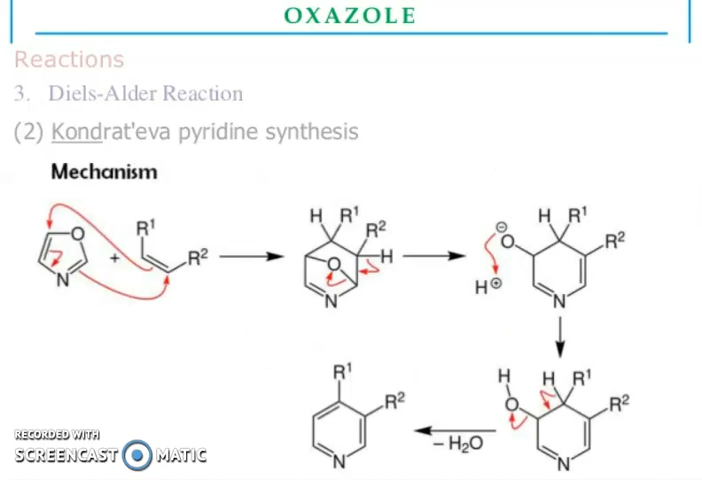 OXAZOLE
Reactions
3. Diels-Alder Reaction
(2) Kondrat'eva pyridine synthesis
Mechanism
O
N
+
R¹
R²
H R¹
R²
H
O
N
⊖
O
H R¹
R²
H⊕
N
H
O
H R¹
R²
N
– H₂O
R¹
R²
N
RECORDED WITH
SCREENCAST MATIC